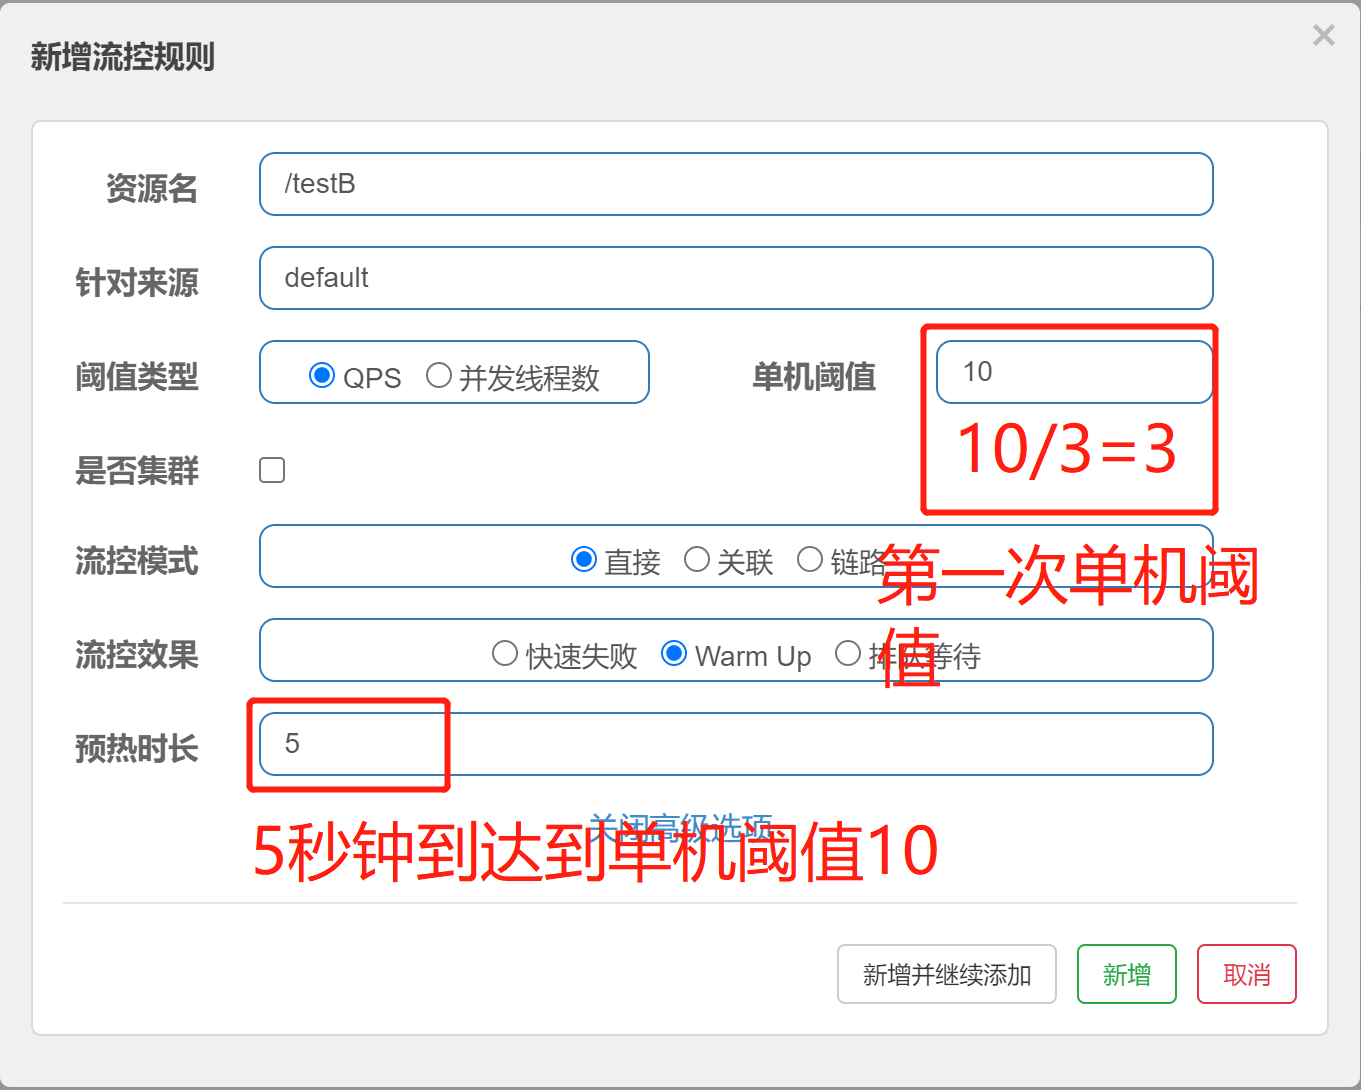 新增流控规则
×
资源名
/testB
针对来源
default
阈值类型
QPS
并发线程数
单机阈值
10
10/3=3
是否集群
流控模式
直接
关联
链路
第一次单机阈
值
流控效果
快速失败
Warm Up
排队等待
预热时长
5
关闭高级选项
5秒钟到达到单机阈值10
新增并继续添加
新增
取消